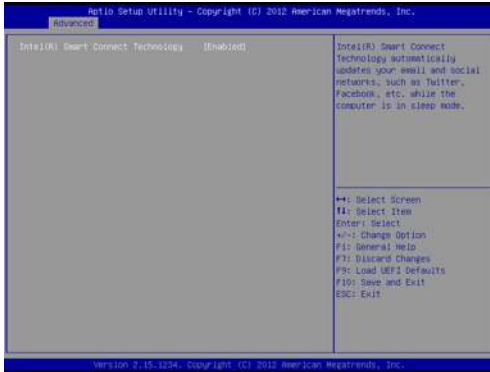 Aptio Setup Utility - Copyright (C) 2012 American Megatrends, Inc.
Advanced
Intel(R) Smart Connect Technology [Enabled]
Intel(R) Smart Connect
Technology automatically
updates your email and social
networks, such as Twitter,
Facebook, etc. while the
computer is in sleep mode.
↔: Select Screen
↑↓: Select Item
Enter: Select
+/-: Change Option
F1: General Help
F7: Discard Changes
F9: Load UEFI Defaults
F10: Save and Exit
ESC: Exit
Version 2.15.1234. Copyright (C) 2012 American Megatrends, Inc.